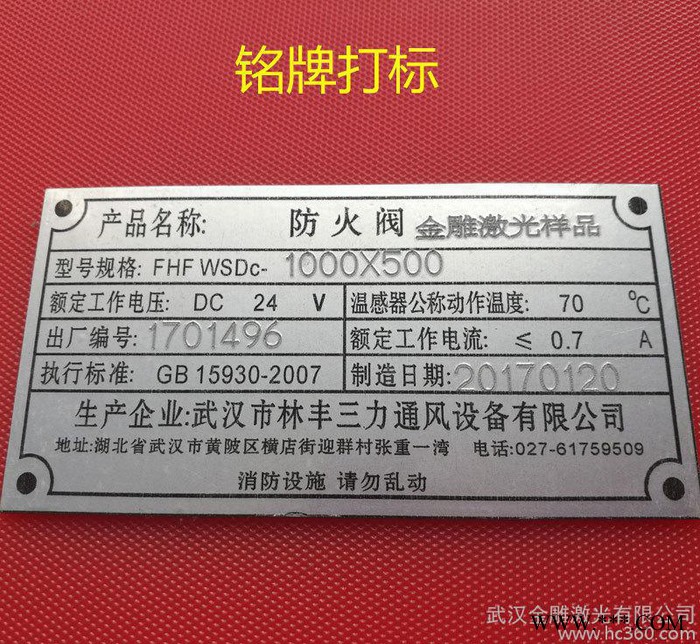 铭牌打标
产品名称: 防火阀 金雕激光样品
型号规格: FHF WSDc- 1000X500
额定工作电压: DC 24 V 温感器公称动作温度: 70 ℃
出厂编号: 1701496 额定工作电流: ≤ 0.7 A
执行标准: GB 15930-2007 制造日期: 20170120
生产企业:武汉市林丰三力通风设备有限公司
地址:湖北省武汉市黄陂区横店街迎群村张重一湾 电话:027-61759509
消防设施 请勿乱动
武汉金雕激光有限公司
www.hc360.com